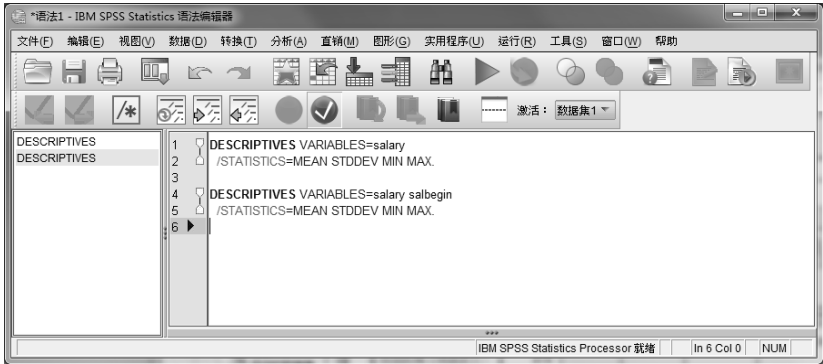 *语法1 - IBM SPSS Statistics 语法编辑器
文件(F) 编辑(E) 视图(V) 数据(D) 转换(T) 分析(A) 直销(M) 图形(G) 实用程序(U) 运行(R) 工具(S) 窗口(W) 帮助
激活： 数据集1
DESCRIPTIVES
DESCRIPTIVES
1 DESCRIPTIVES VARIABLES=salary
2 /STATISTICS=MEAN STDDEV MIN MAX.
3
4 DESCRIPTIVES VARIABLES=salary salbegin
5 /STATISTICS=MEAN STDDEV MIN MAX.
6
IBM SPSS Statistics Processor 就绪 In 6 Col 0 NUM